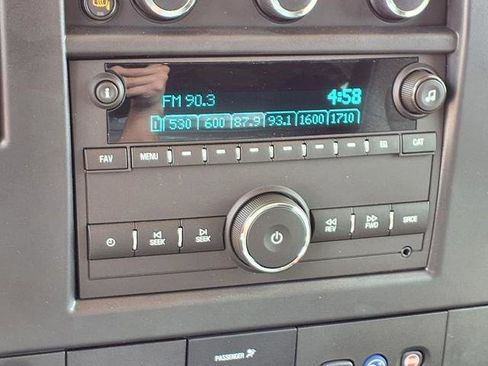 FM 90.3 4:58
1 530 600 87.9 93.1 1600 1710
FAV MENU EQ CAT
SEEK SEEK REV FWD SRCE
PASSENGER